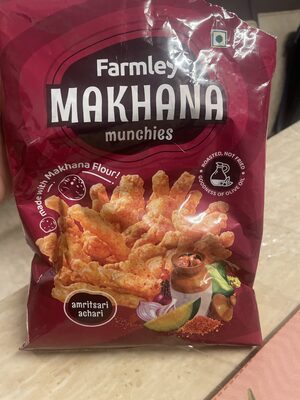 Farmley
MAKHANA
munchies
made with Makhana Flour!
ROASTED, NOT FRIED
GOODNESS OF OLIVE OIL
amritsari
achari